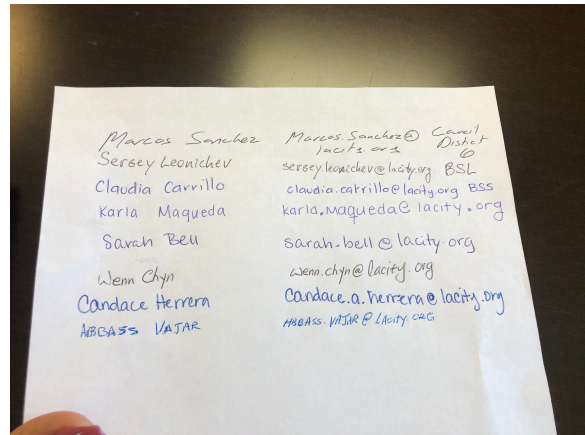 Marcos Sanchez Marcos.Sanchez@ Council
lacity.org District
6
Sergey Leonichev sergey.leonichev@lacity.org BSL
Claudia Carrillo claudia.carrillo@lacity.org BSS
Karla Maqueda karla.maqueda@lacity.org
Sarah Bell sarah.bell@lacity.org
Wenn Chyn wenn.chyn@lacity.org
Candace Herrera Candace.a.herrera@lacity.org
ABBASS VAJAR ABBASS.VAJAR@LACITY.ORG